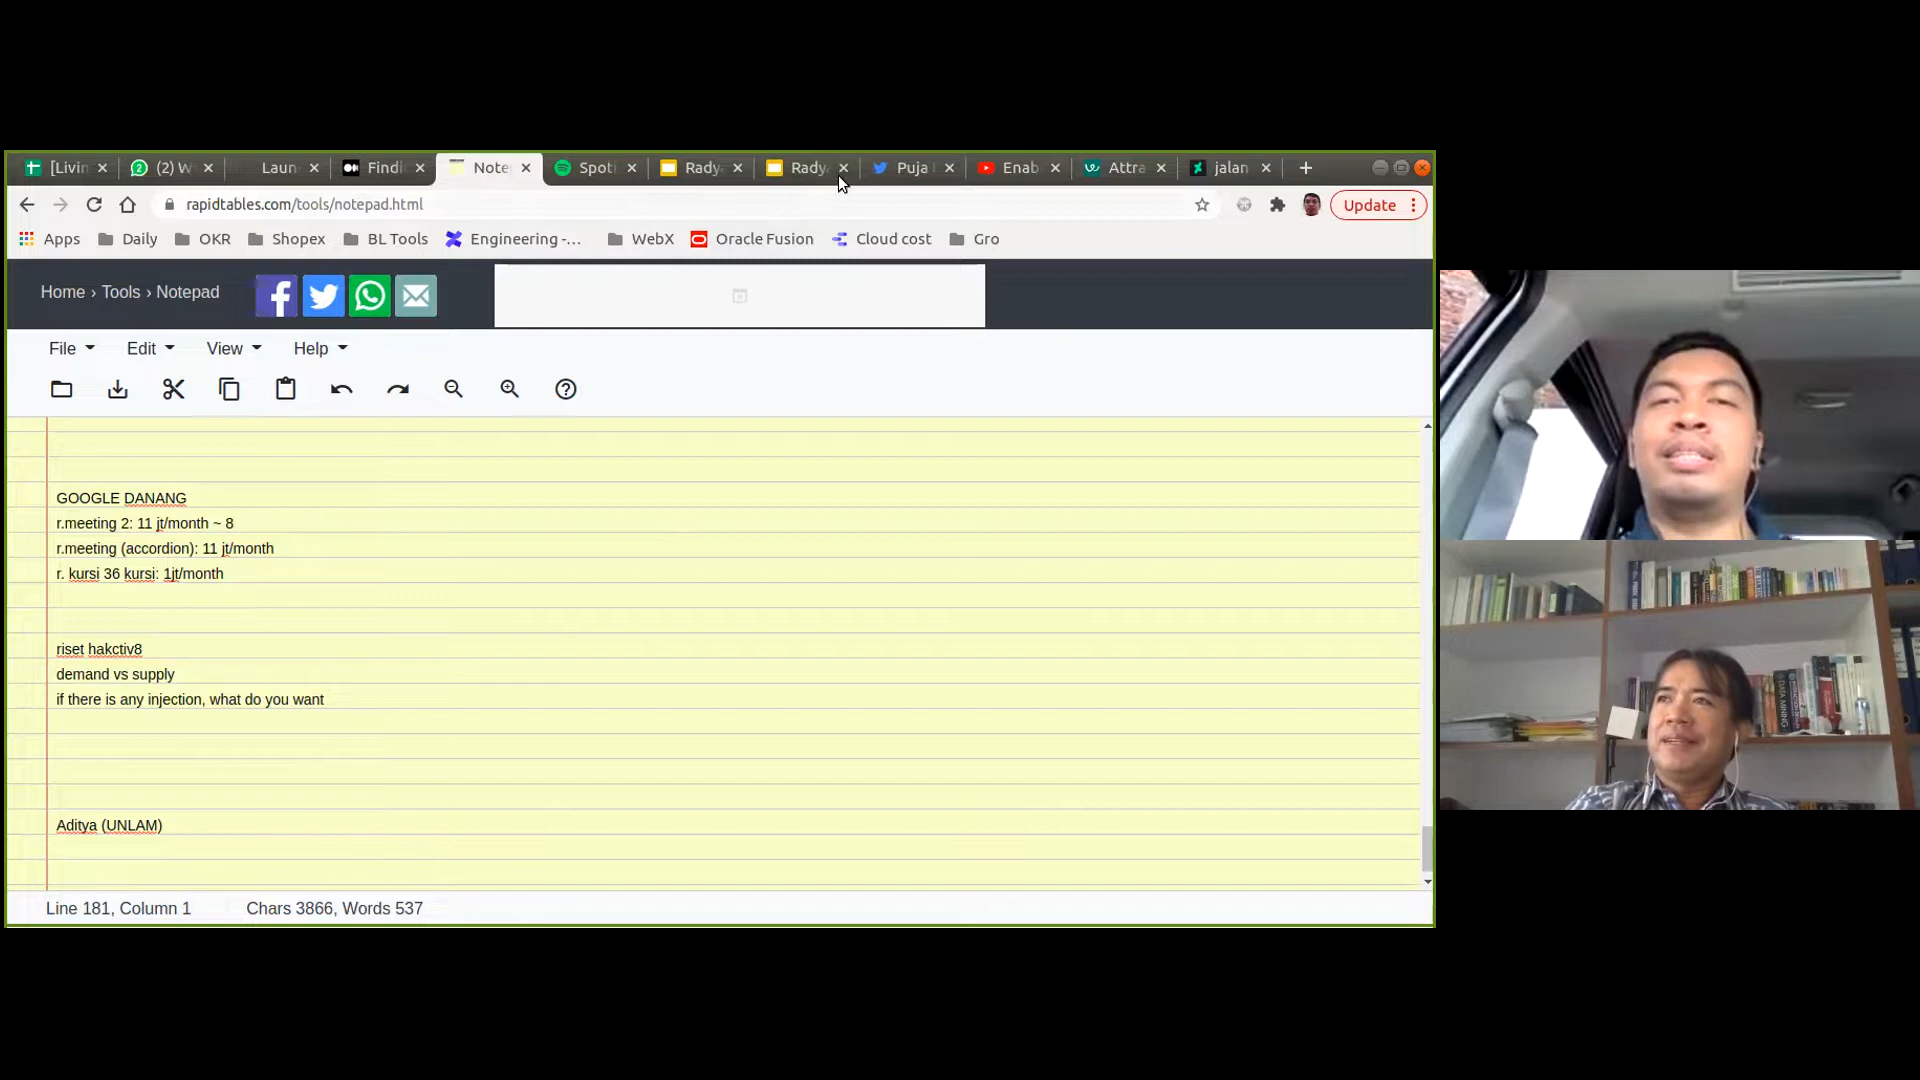 [Livin
(2) W
Laun
Findi
Note
Spoti
Rady
Rady
Puja
Enab
Attra
jalan
rapidtables.com/tools/notepad.html
Update
Apps
Daily
OKR
Shopex
BL Tools
Engineering -...
WebX
Oracle Fusion
Cloud cost
Gro
Home › Tools › Notepad
File
Edit
View
Help
GOOGLE DANANG
r.meeting 2: 11 jt/month ~ 8
r.meeting (accordion): 11 jt/month
r. kursi 36 kursi: 1jt/month
riset hakctiv8
demand vs supply
if there is any injection, what do you want
Aditya (UNLAM)
Line 181, Column 1
Chars 3866, Words 537
DATA MINING